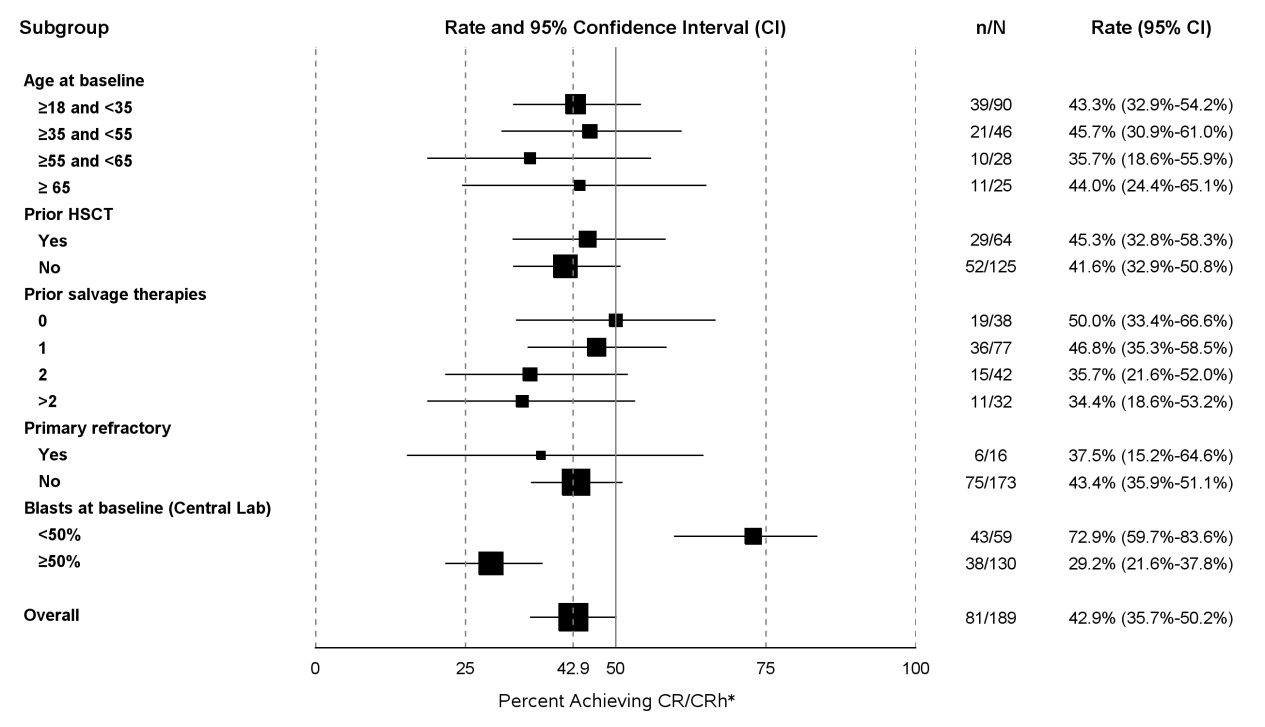 Subgroup Rate and 95% Confidence Interval (CI) n/N Rate (95% CI)
Age at baseline
≥18 and <35 39/90 43.3% (32.9%-54.2%)
≥35 and <55 21/46 45.7% (30.9%-61.0%)
≥55 and <65 10/28 35.7% (18.6%-55.9%)
≥ 65 11/25 44.0% (24.4%-65.1%)
Prior HSCT
Yes 29/64 45.3% (32.8%-58.3%)
No 52/125 41.6% (32.9%-50.8%)
Prior salvage therapies
0 19/38 50.0% (33.4%-66.6%)
1 36/77 46.8% (35.3%-58.5%)
2 15/42 35.7% (21.6%-52.0%)
>2 11/32 34.4% (18.6%-53.2%)
Primary refractory
Yes 6/16 37.5% (15.2%-64.6%)
No 75/173 43.4% (35.9%-51.1%)
Blasts at baseline (Central Lab)
<50% 43/59 72.9% (59.7%-83.6%)
≥50% 38/130 29.2% (21.6%-37.8%)
Overall 81/189 42.9% (35.7%-50.2%)
0 25 42.9 50 75 100
Percent Achieving CR/CRh*